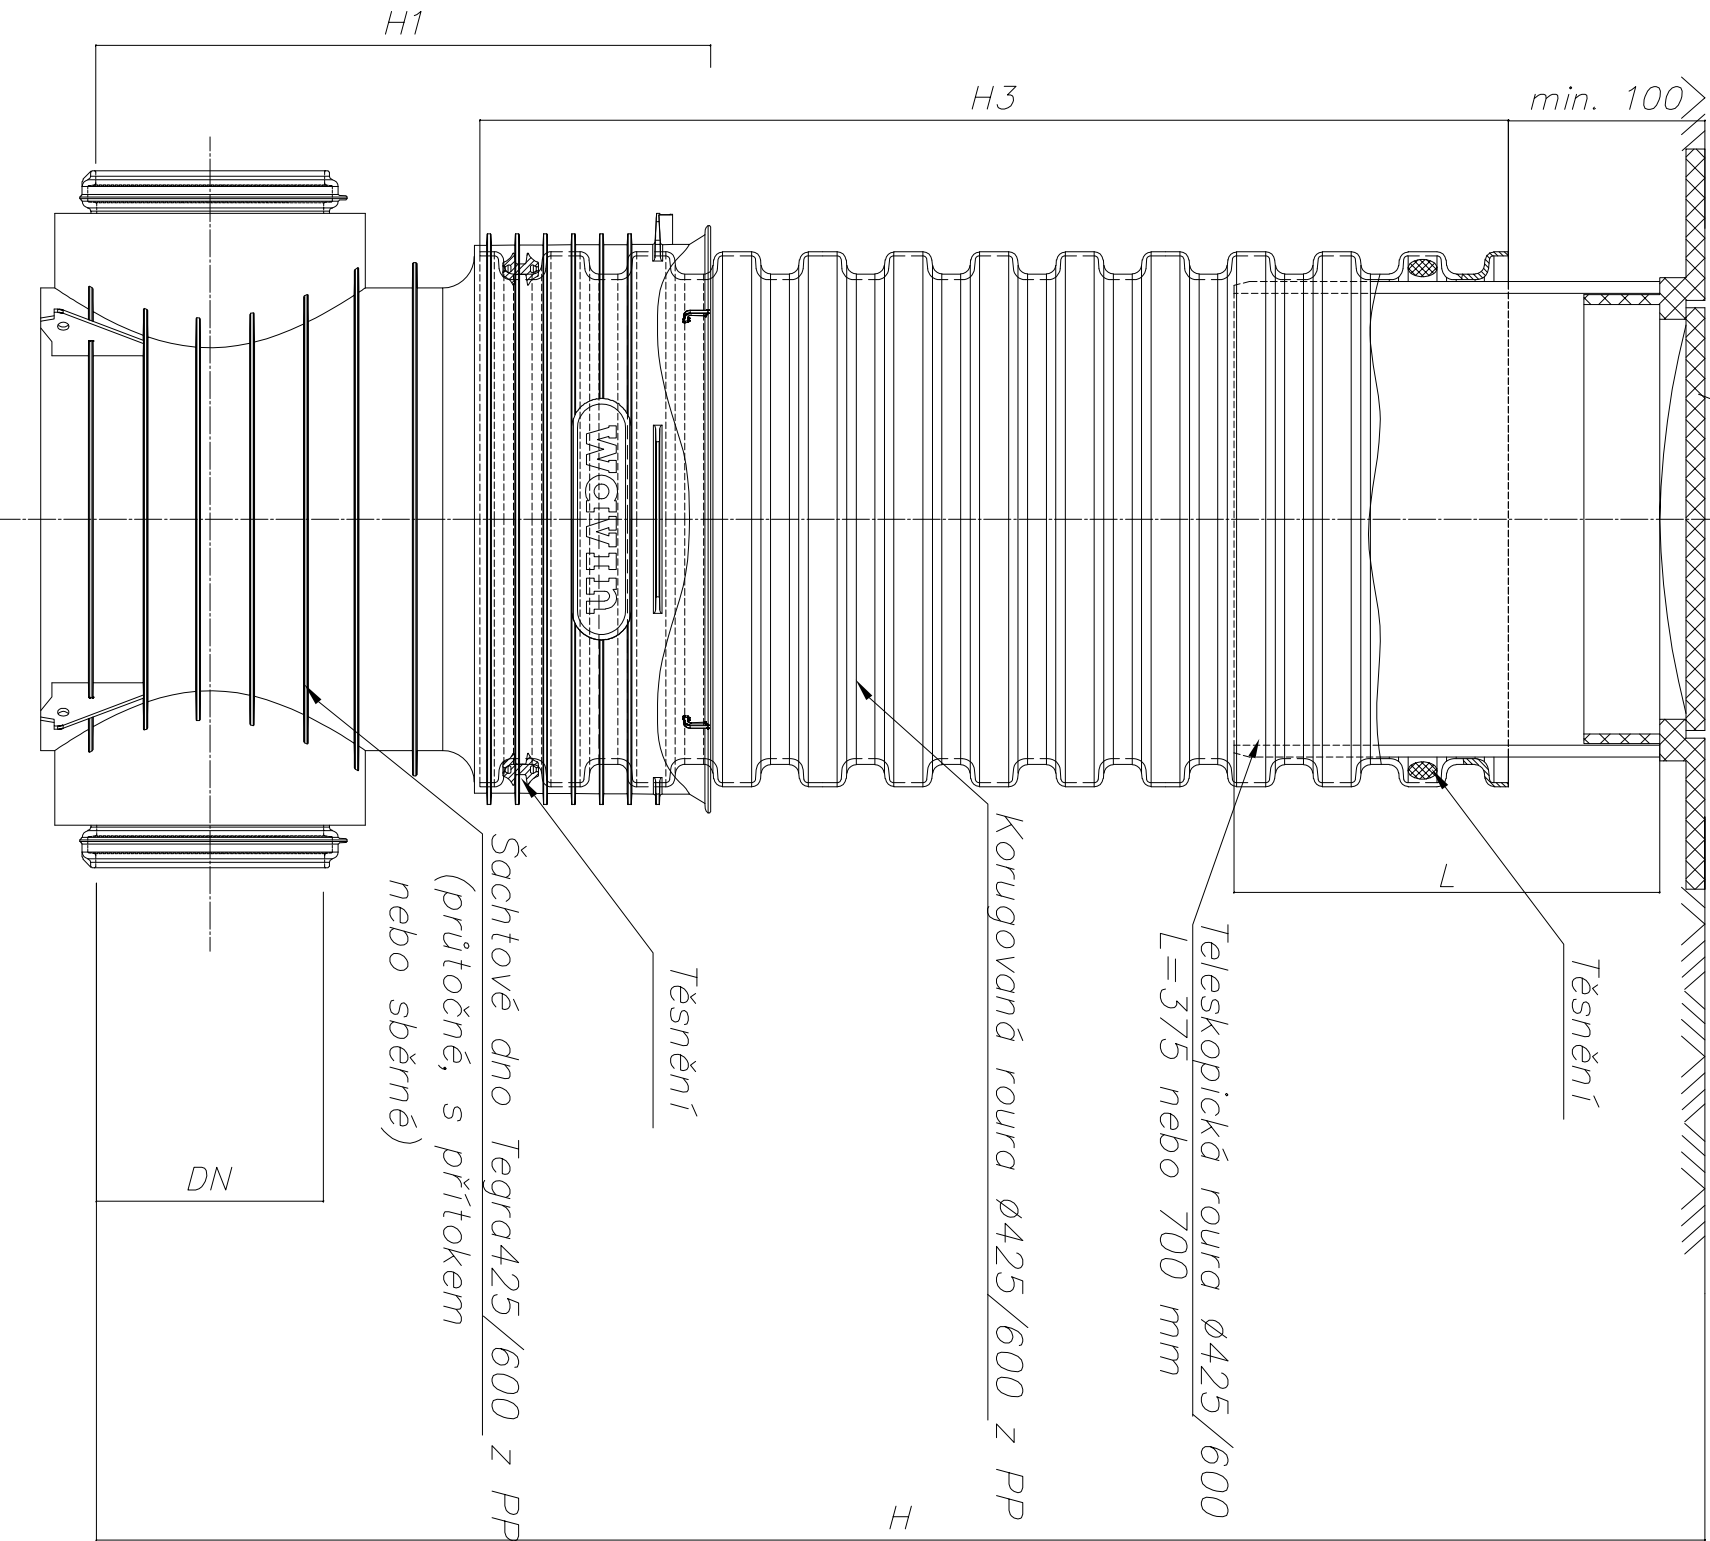 H1
H3
min. 100
wavin
L
Těsnění
Teleskopická roura ø425/600
L=375 nebo 700 mm
Korugovaná roura ø425/600 z PP
Těsnění
Šachtové dno Tegra425/600 z PP
(průtočné, s přítokem
nebo sběrné)
DN
H